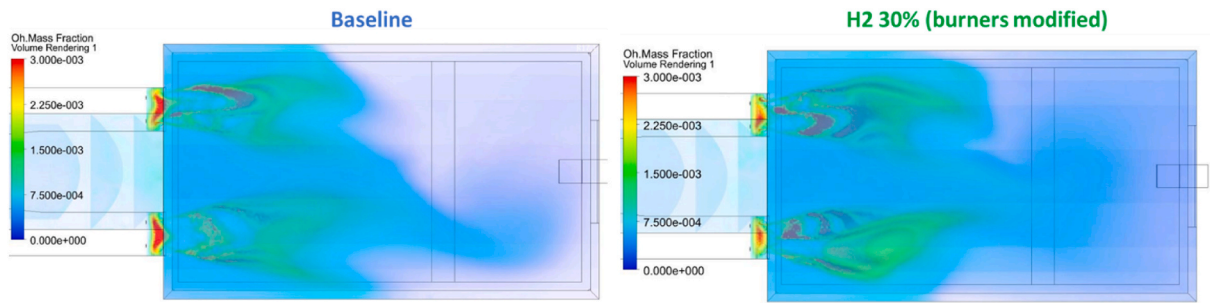 Baseline
Oh.Mass Fraction
Volume Rendering 1
3.000e-003
2.250e-003
1.500e-003
7.500e-004
0.000e+000
H2 30% (burners modified)
Oh.Mass Fraction
Volume Rendering 1
3.000e-003
2.250e-003
1.500e-003
7.500e-004
0.000e+000